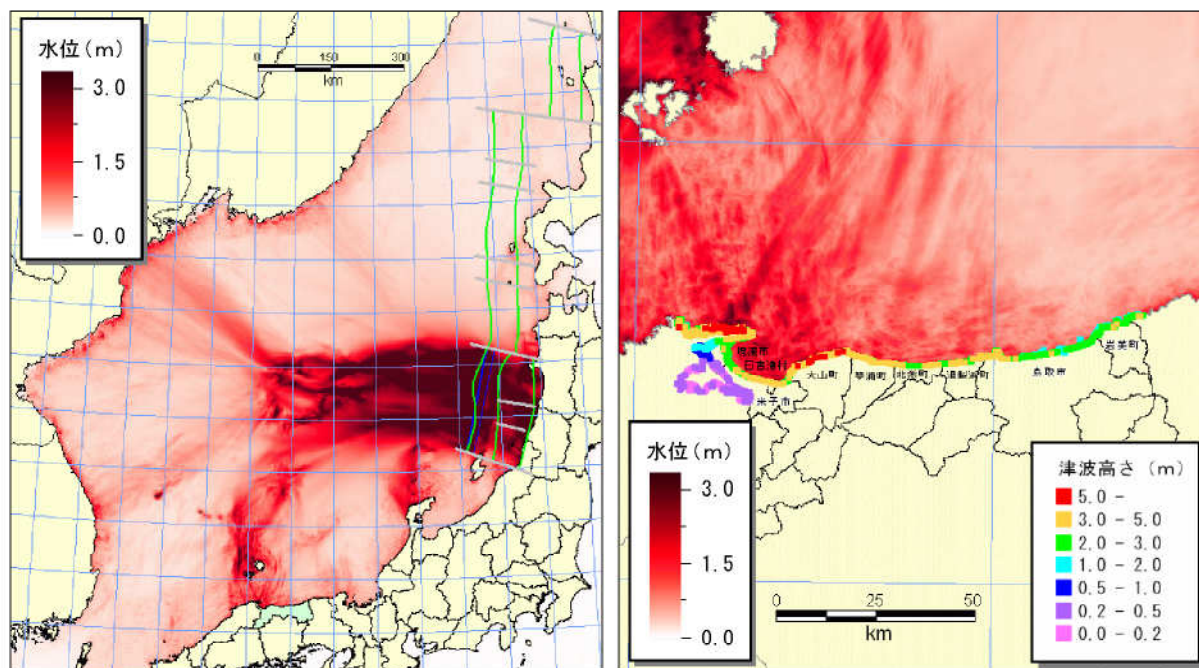 水位(m)
3.0
1.5
0.0
0 150 300
km
境港市
日吉津村
大山町
琴浦町
北栄町
湯梨浜町
鳥取市
岩美町
米子市
水位(m)
3.0
1.5
0.0
0 25 50
km
津波高さ (m)
5.0 -
3.0 - 5.0
2.0 - 3.0
1.0 - 2.0
0.5 - 1.0
0.2 - 0.5
0.0 - 0.2